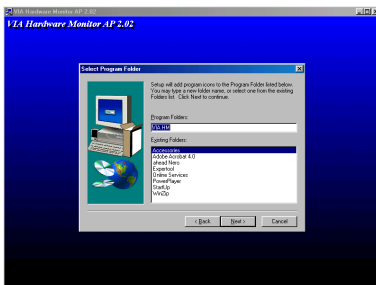 VIA Hardware Monitor AP 2.02
VIA Hardware Monitor AP 2.02
Select Program Folder
Setup will add program icons to the Program Folder listed below.
You may type a new folder name, or select one from the existing
Folders list. Click Next to continue.
Program Folders:
VIA HM
Existing Folders:
Accessories
Adobe Acrobat 4.0
ahead Nero
Expertool
Online Services
PowerPlayer
StartUp
WinZip
< Back
Next >
Cancel